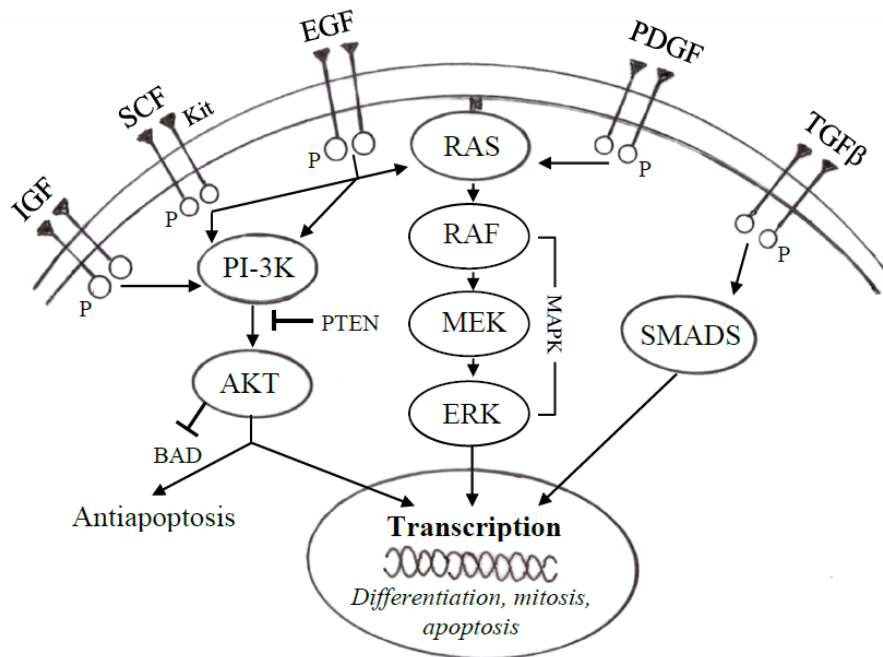 EGF
PDGF
SCF
Kit
TGFβ
IGF
P
P
P
P
P
RAS
RAF
PI-3K
MEK
MAPK
SMADS
PTEN
AKT
ERK
BAD
Antiapoptosis
Transcription
Differentiation, mitosis,
apoptosis